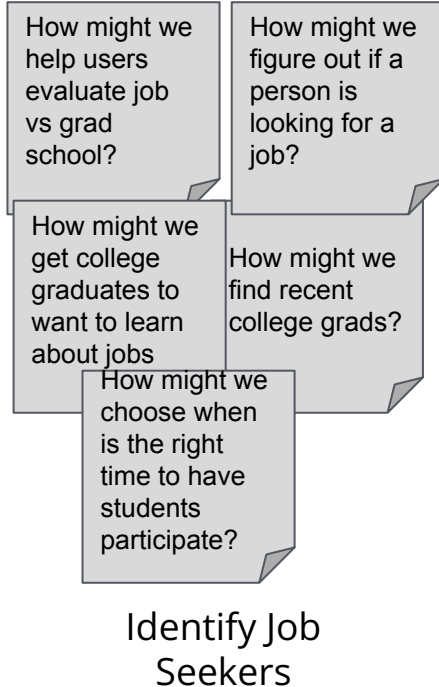 How might we
help users
evaluate job
vs grad
school?
How might we
figure out if a
person is
looking for a
job?
How might we
get college
graduates to
want to learn
about jobs
How might we
find recent
college grads?
How might we
choose when
is the right
time to have
students
participate?
Identify Job
Seekers